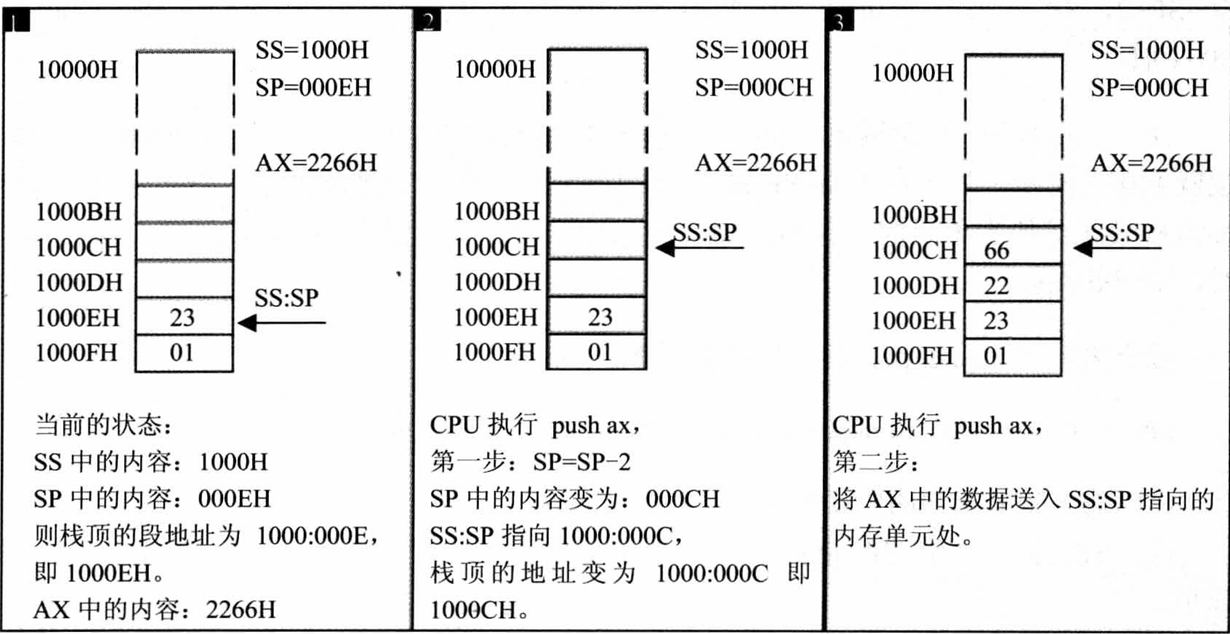 1
10000H
SS=1000H
SP=000EH
AX=2266H
1000BH
1000CH
1000DH
SS:SP
1000EH 23
1000FH 01
当前的状态：
SS 中的内容：1000H
SP 中的内容：000EH
则栈顶的段地址为 1000:000E，
即 1000EH。
AX 中的内容：2266H
2
10000H
SS=1000H
SP=000CH
AX=2266H
1000BH
SS:SP
1000CH
1000DH
1000EH 23
1000FH 01
CPU 执行 push ax，
第一步：SP=SP-2
SP 中的内容变为：000CH
SS:SP 指向 1000:000C，
栈顶的地址变为 1000:000C 即
1000CH。
3
10000H
SS=1000H
SP=000CH
AX=2266H
1000BH
SS:SP
1000CH 66
1000DH 22
1000EH 23
1000FH 01
CPU 执行 push ax，
第二步：
将 AX 中的数据送入 SS:SP 指向的
内存单元处。